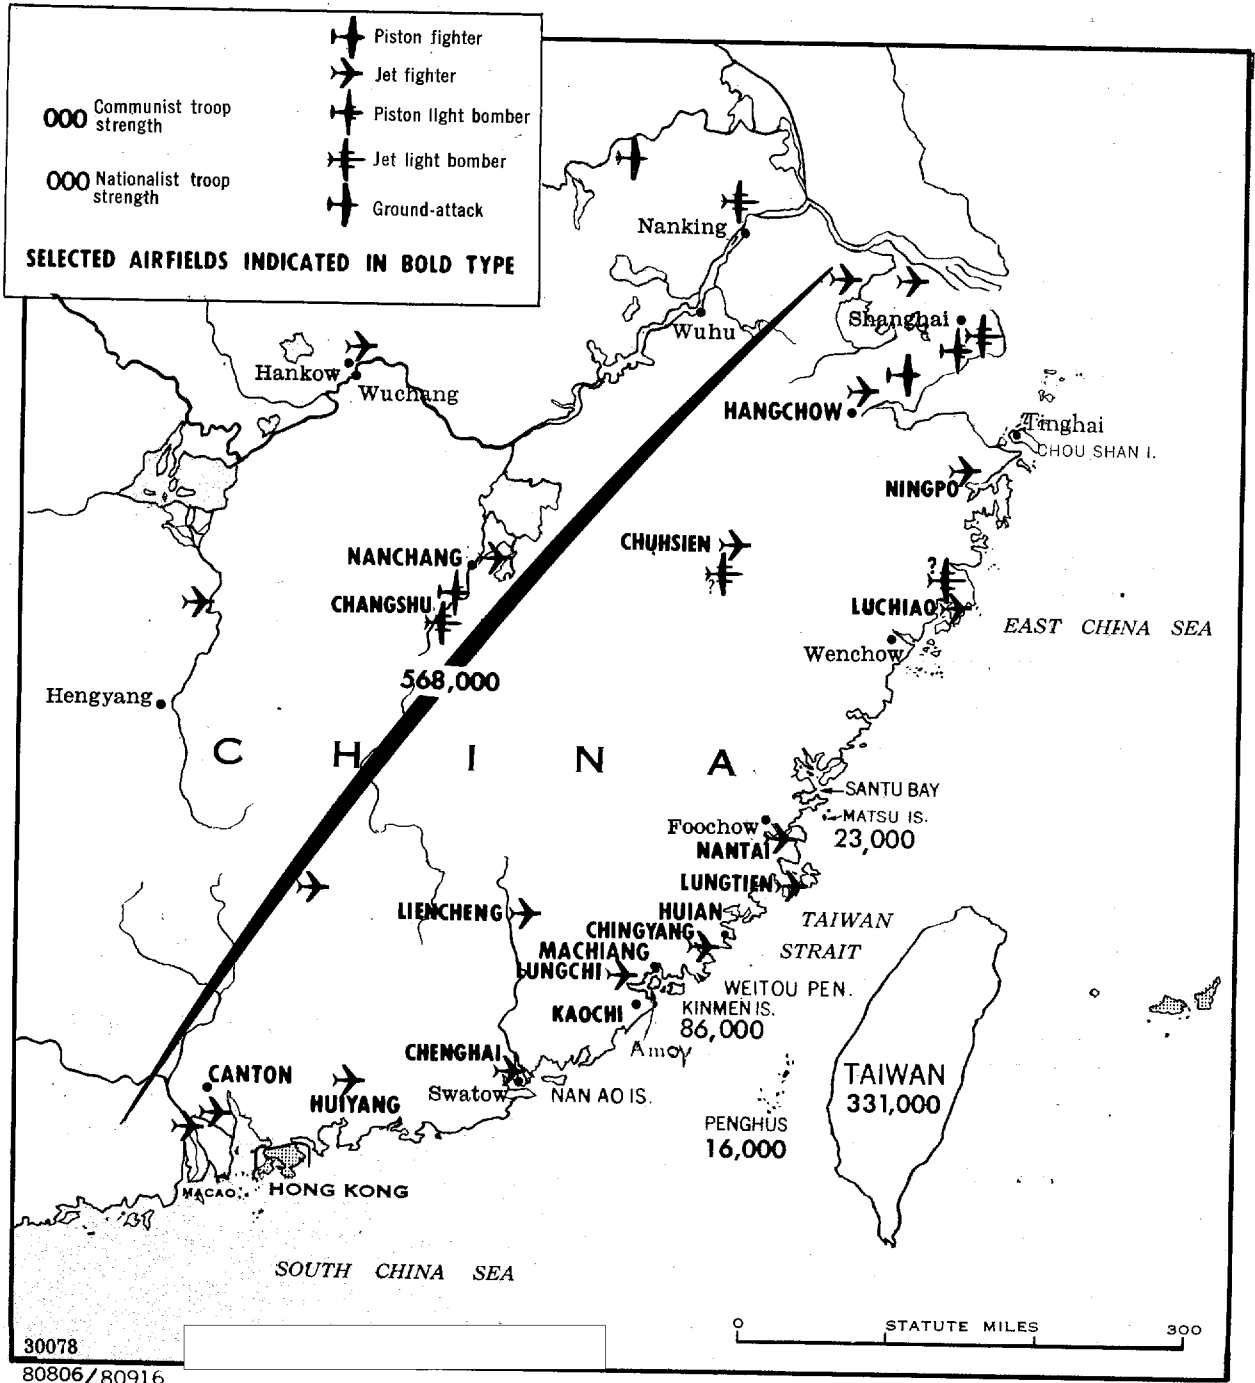 Piston fighter
Jet fighter
000 Communist troop
strength
Piston light bomber
Jet light bomber
000 Nationalist troop
strength
Ground-attack
SELECTED AIRFIELDS INDICATED IN BOLD TYPE
Nanking
Wuhu
Shanghai
Hankow
Wuchang
HANGCHOW
Tinghai
CHOU SHAN I.
NINGPO
CHUHSIEN
?
NANCHANG
?
CHANGSHU
LUCHIAO
EAST CHINA SEA
Wenchow
568,000
Hengyang
C H I N A
SANTU BAY
MATSU IS.
23,000
Foochow
NANTAI
LUNGTIEN
LIENCHENG
HUIAN
TAIWAN
STRAIT
CHINGYANG
MACHIANG
LUNGCHI
WEITOU PEN.
KAOCHI
KINMEN IS.
86,000
Amoy
CHENGHAI
CANTON
TAIWAN
331,000
Swatow
NAN AO IS.
HUIYANG
PENGHUS
16,000
MACAO
HONG KONG
SOUTH CHINA SEA
0 STATUTE MILES 300
30078
80806/80916